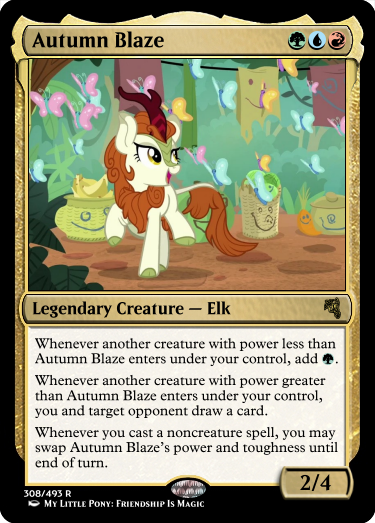 Autumn Blaze
Legendary Creature — Elk
Whenever another creature with power less than
Autumn Blaze enters under your control, add .
Whenever another creature with power greater
than Autumn Blaze enters under your control,
you and target opponent draw a card.
Whenever you cast a noncreature spell, you may
swap Autumn Blaze's power and toughness until
end of turn.
2/4
308/493 R
My Little Pony: Friendship Is Magic